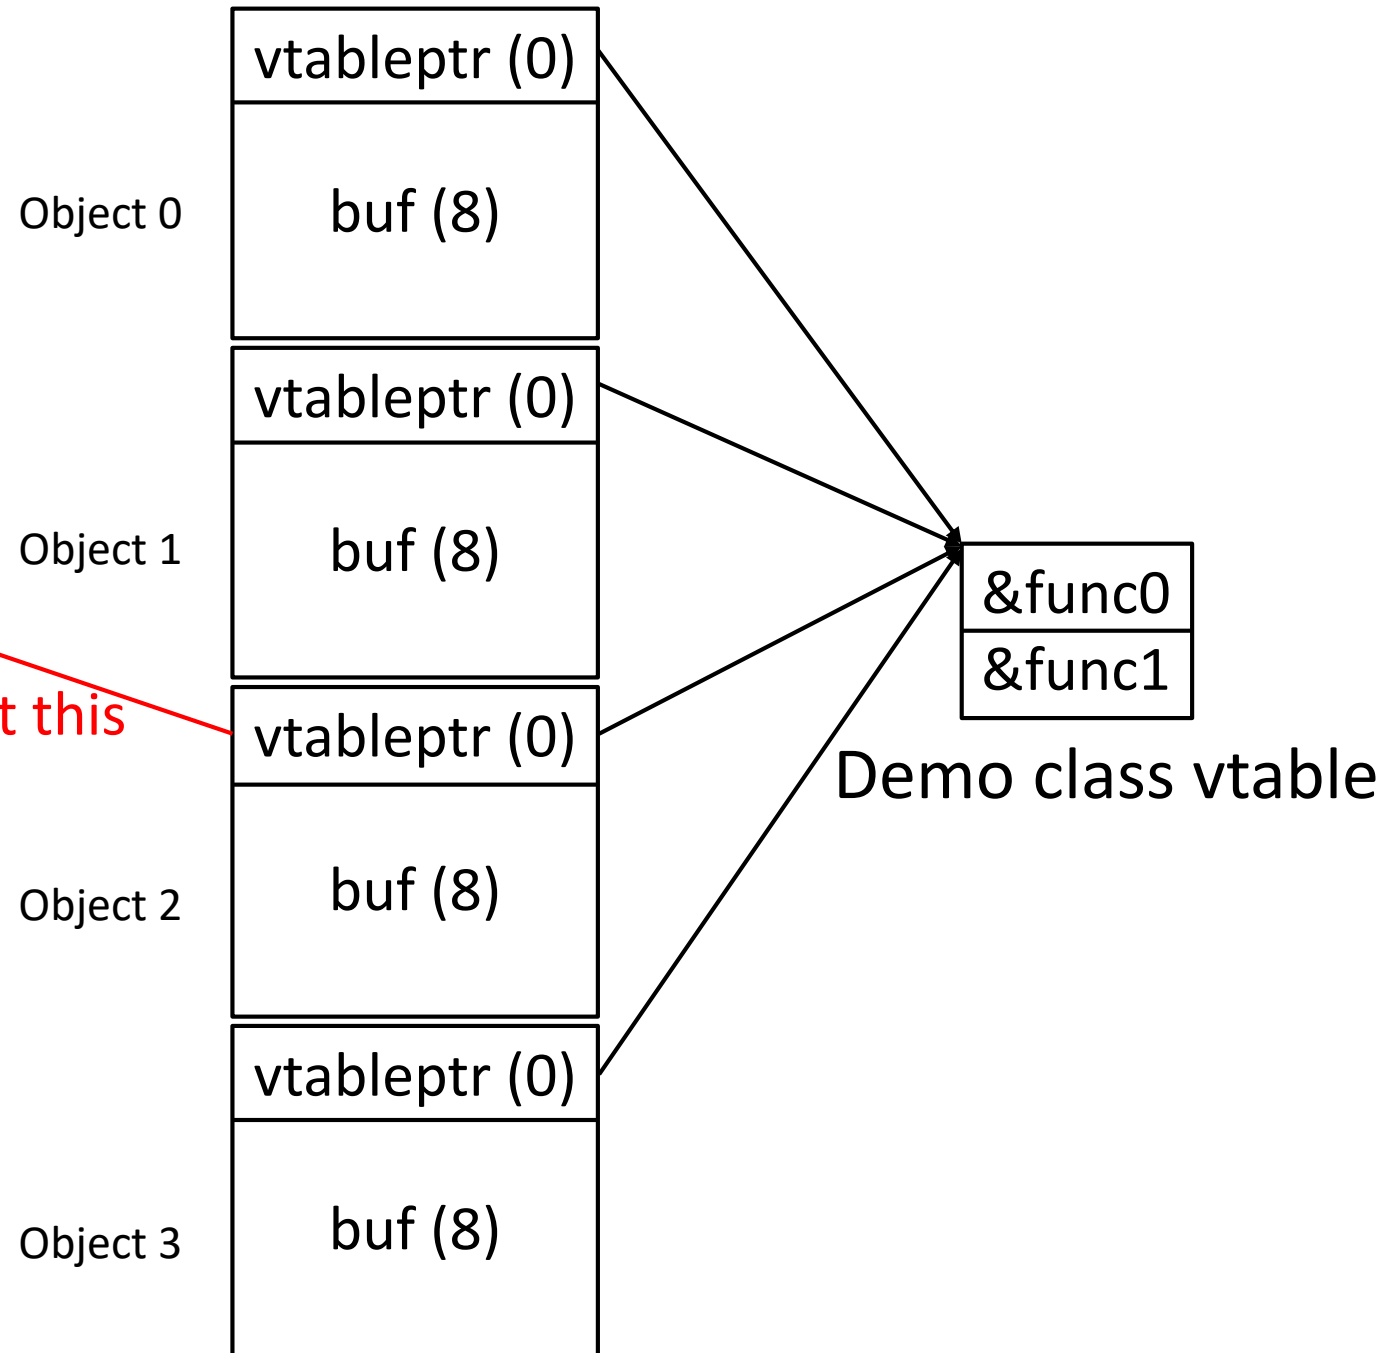 vtableptr (0)
Object 0
buf (8)
vtableptr (0)
Object 1
buf (8)
&func0
&func1
t this
vtableptr (0)
Demo class vtable
Object 2
buf (8)
vtableptr (0)
Object 3
buf (8)